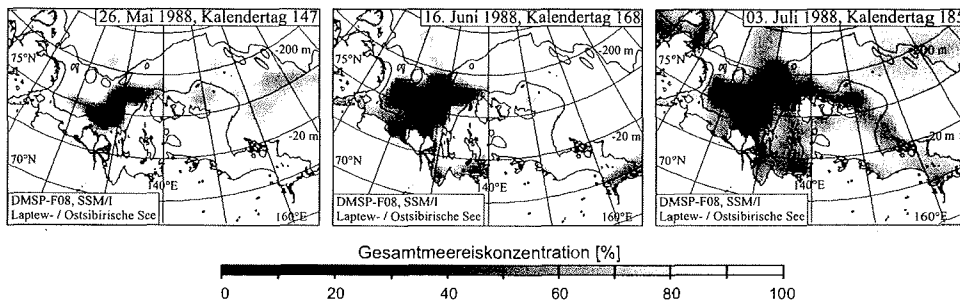 26. Mai 1988, Kalendertag 147
75°N
-200 m
-20 m
70°N
140°E
DMSP-F08, SSM/I
Laptew- / Ostsibirische See
160°E
16. Juni 1988, Kalendertag 168
75°N
-200 m
-20 m
70°N
140°E
DMSP-F08, SSM/I
Laptew- / Ostsibirische See
160°E
03. Juli 1988, Kalendertag 185
75°N
-200 m
-20 m
70°N
140°E
DMSP-F08, SSM/I
Laptew- / Ostsibirische See
160°E
Gesamtmeereiskonzentration [%]
0 20 40 60 80 100